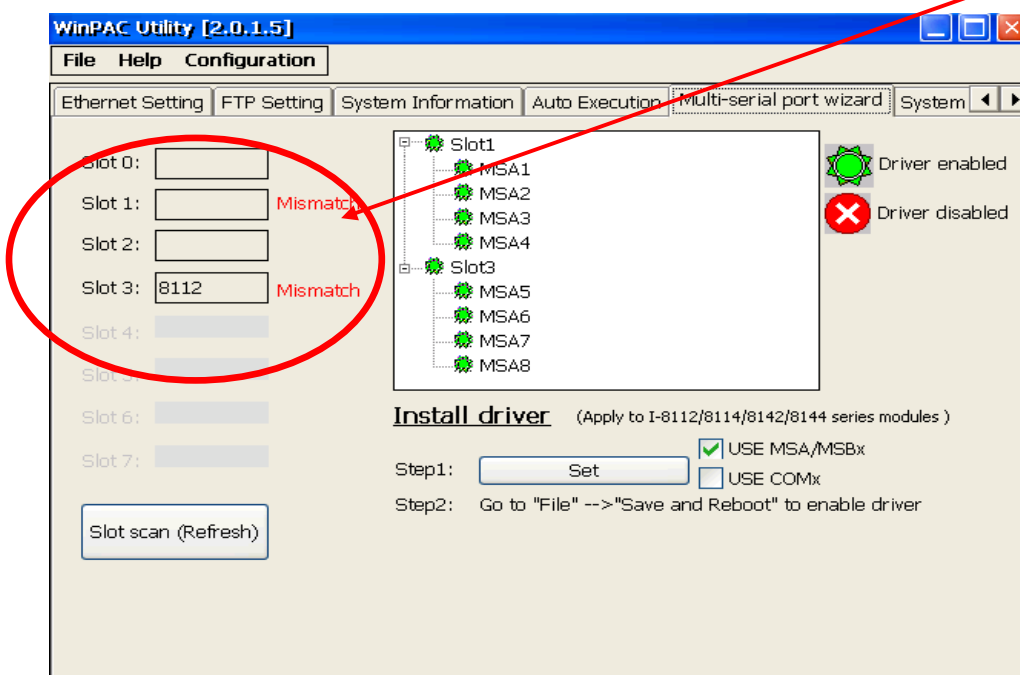 WinPAC Utility [2.0.1.5]
File Help Configuration
Ethernet Setting FTP Setting System Information Auto Execution Multi-serial port wizard System
Slot 0:
Slot 1: Mismatch
Slot 2:
Slot 3: 8112 Mismatch
Slot 4:
Slot 5:
Slot 6:
Slot 7:
Slot scan (Refresh)
Slot1
MSA1
MSA2
MSA3
MSA4
Slot3
MSA5
MSA6
MSA7
MSA8
Driver enabled
Driver disabled
Install driver (Apply to I-8112/8114/8142/8144 series modules )
Step1: Set
USE MSA/MSBx
USE COMx
Step2: Go to "File" -->"Save and Reboot" to enable driver